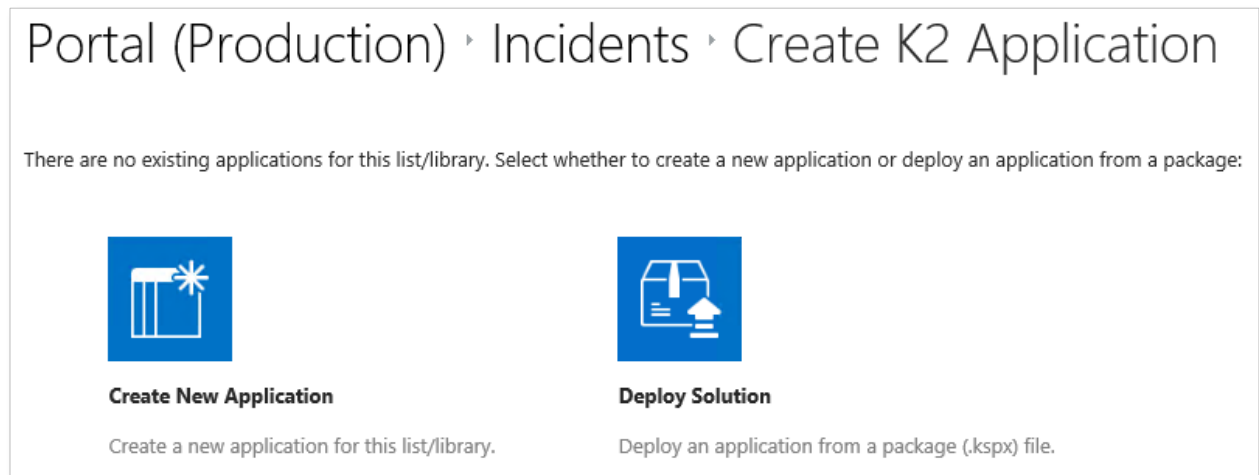 Portal (Production) ▸ Incidents ▸ Create K2 Application
There are no existing applications for this list/library. Select whether to create a new application or deploy an application from a package:
Create New Application
Create a new application for this list/library.
Deploy Solution
Deploy an application from a package (.kspx) file.